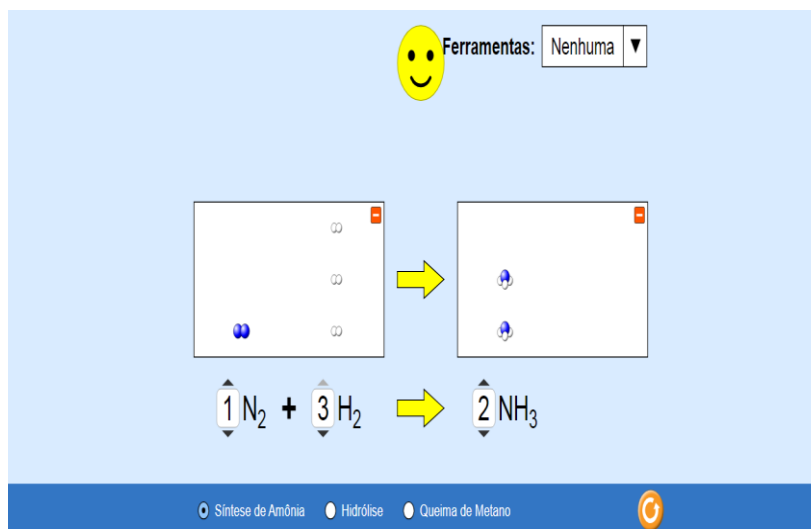 Ferramentas: Nenhuma ▼
1 N₂ + 3 H₂ 2 NH₃
Síntese de Amônia Hidrólise Queima de Metano